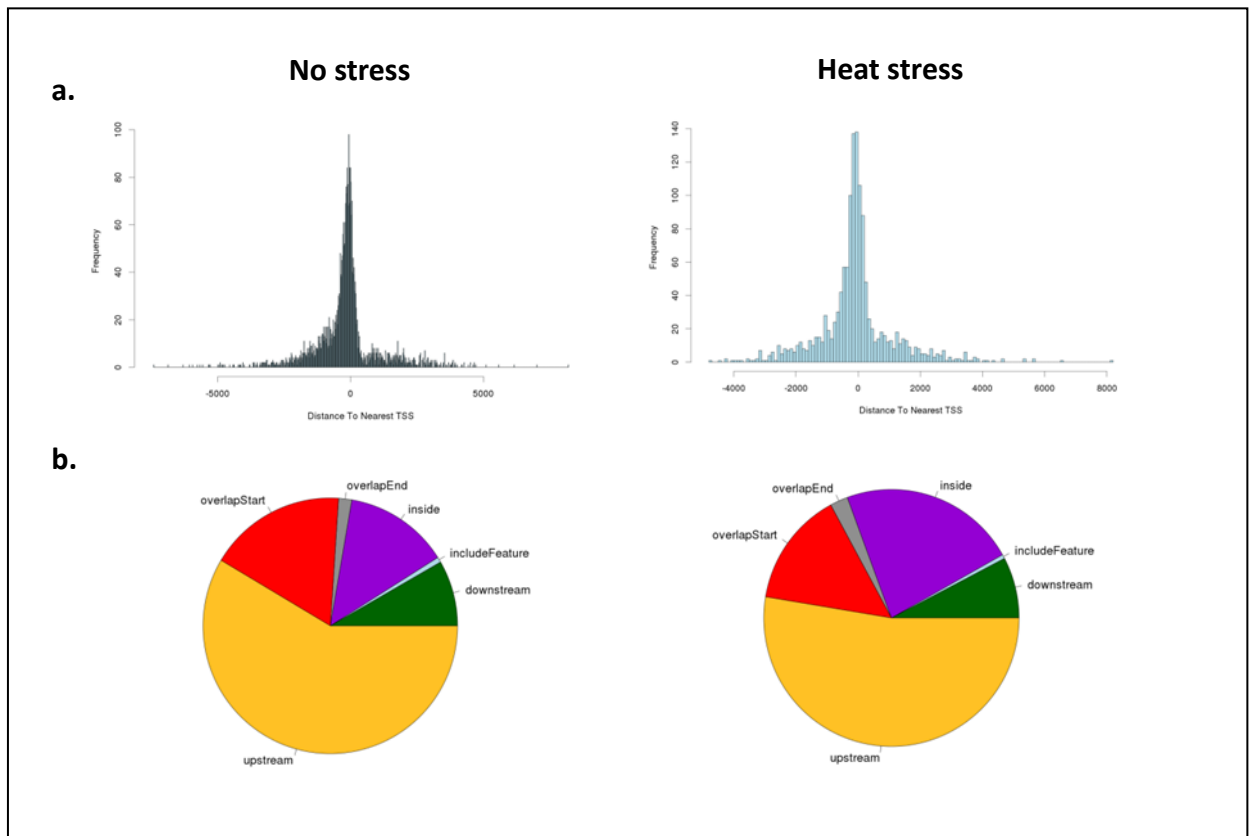 No stress
Heat stress
a.
100
80
60
40
20
0
Frequency
-5000
0
5000
Distance To Nearest TSS
140
120
100
80
60
40
20
0
Frequency
-4000
-2000
0
2000
4000
6000
8000
Distance To Nearest TSS
b.
overlapStart
overlapEnd
inside
includeFeature
downstream
upstream
overlapEnd
inside
overlapStart
includeFeature
downstream
upstream